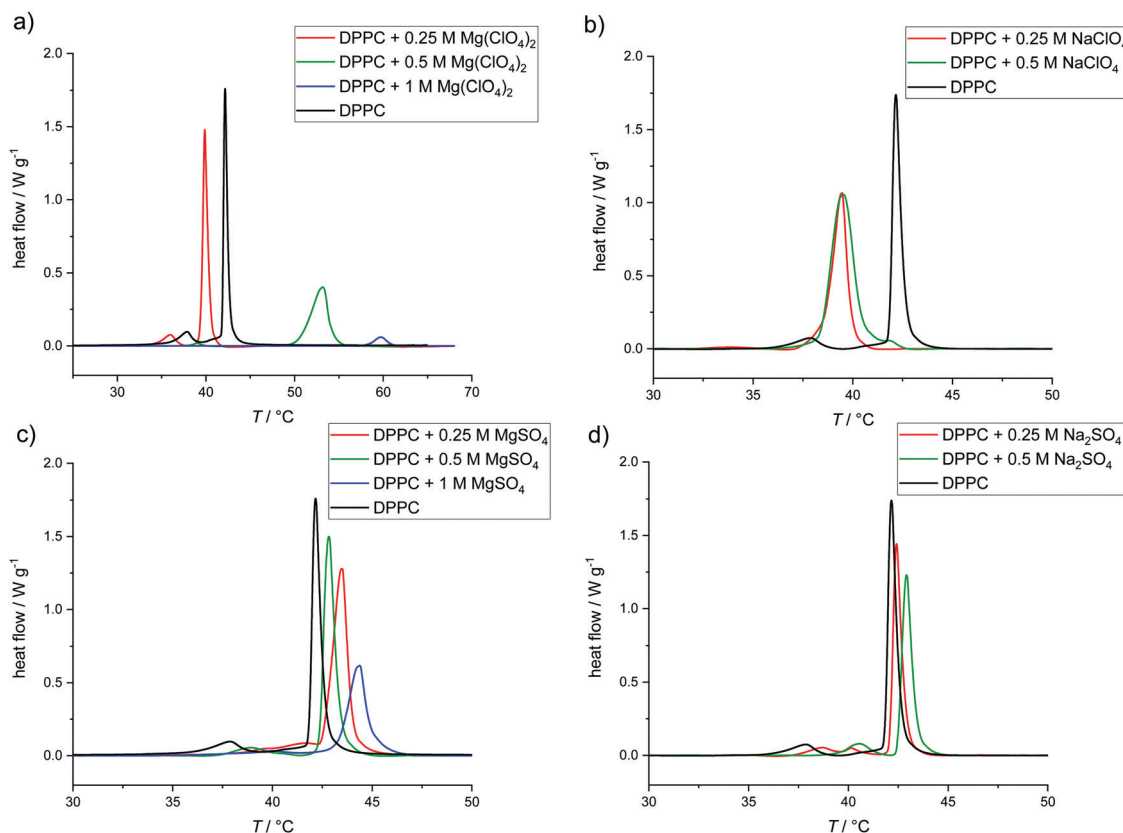 a)
DPPC + 0.25 M Mg(ClO₄)₂
DPPC + 0.5 M Mg(ClO₄)₂
DPPC + 1 M Mg(ClO₄)₂
DPPC
2.0
1.5
1.0
0.5
0.0
heat flow / W g⁻¹
30 40 50 60 70
T / °C
b)
DPPC + 0.25 M NaClO₄
DPPC + 0.5 M NaClO₄
DPPC
2.0
1.5
1.0
0.5
0.0
heat flow / W g⁻¹
30 35 40 45 50
T / °C
c)
DPPC + 0.25 M MgSO₄
DPPC + 0.5 M MgSO₄
DPPC + 1 M MgSO₄
DPPC
2.0
1.5
1.0
0.5
0.0
heat flow / W g⁻¹
30 35 40 45 50
T / °C
d)
DPPC + 0.25 M Na₂SO₄
DPPC + 0.5 M Na₂SO₄
DPPC
2.0
1.5
1.0
0.5
0.0
heat flow / W g⁻¹
30 35 40 45 50
T / °C